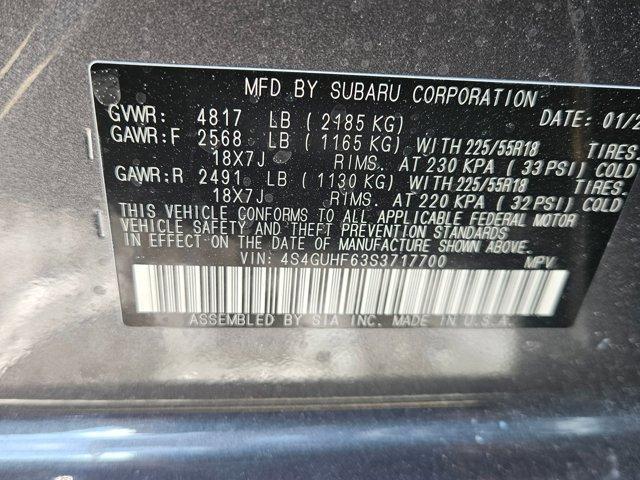 MFD BY SUBARU CORPORATION
GVWR: 4817 LB ( 2185 KG) DATE: 01/2
GAWR:F 2568 LB ( 1165 KG) WITH 225/55R18 TIRES
18X7J RIMS. AT 230 KPA ( 33 PSI) COLD
GAWR:R 2491 LB ( 1130 KG) WITH 225/55R18 TIRES.
18X7J RIMS. AT 220 KPA ( 32 PSI) COLD
THIS VEHICLE CONFORMS TO ALL APPLICABLE FEDERAL MOTOR
VEHICLE SAFETY AND THEFT PREVENTION STANDARDS
IN EFFECT ON THE DATE OF MANUFACTURE SHOWN ABOVE.
VIN: 4S4GUHF63S3717700 MPV
ASSEMBLED BY SIA INC. MADE IN U.S.A.